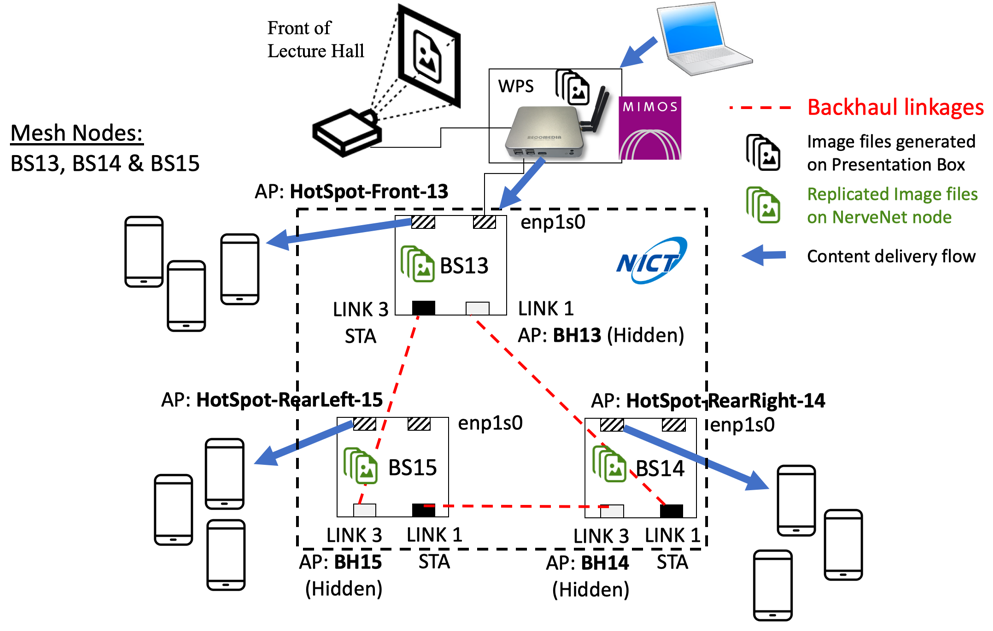 Front of
Lecture Hall
WPS
MIMOS
Backhaul linkages
Mesh Nodes:
BS13, BS14 & BS15
Image files generated
on Presentation Box
AP: HotSpot-Front-13
Replicated Image files
on NerveNet node
enp1s0
NICT
Content delivery flow
BS13
LINK 3
STA
LINK 1
AP: BH13 (Hidden)
AP: HotSpot-RearLeft-15
AP: HotSpot-RearRight-14
enp1s0
enp1s0
BS15
BS14
LINK 3
AP: BH15
(Hidden)
LINK 1
STA
LINK 3
AP: BH14
(Hidden)
LINK 1
STA